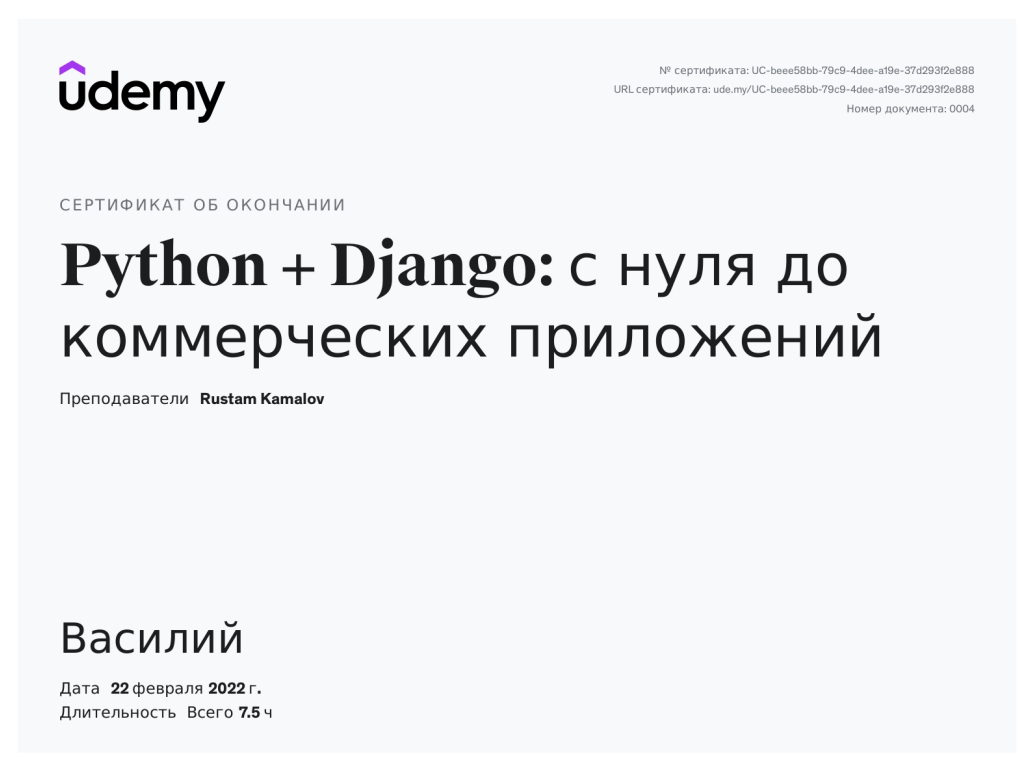 udemy
№ сертификата: UC-beee58bb-79c9-4dee-a19e-37d293f2e888
URL сертификата: ude.my/UC-beee58bb-79c9-4dee-a19e-37d293f2e888
Номер документа: 0004
СЕРТИФИКАТ ОБ ОКОНЧАНИИ
Python + Django: с нуля до
коммерческих приложений
Преподаватели Rustam Kamalov
Василий
Дата 22 февраля 2022 г.
Длительность Всего 7.5 ч